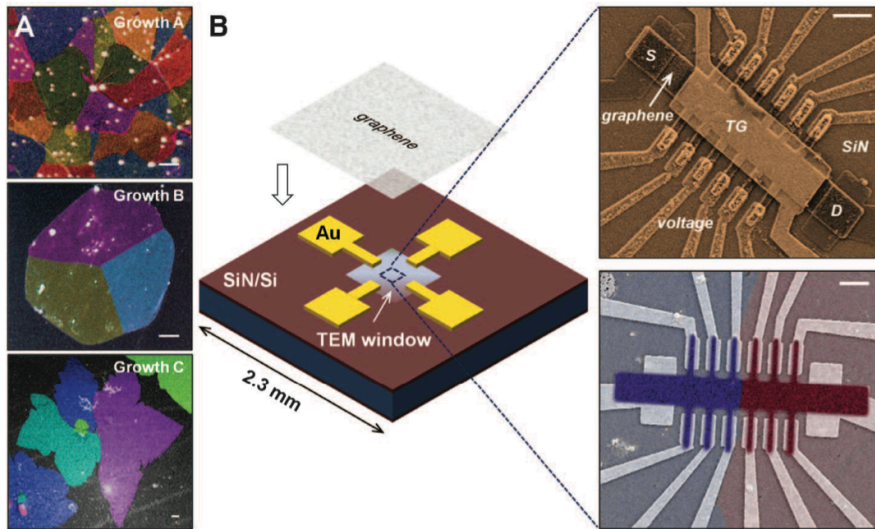 A
Growth A
Growth B
Growth C
B
graphene
Au
SiN/Si
TEM window
2.3 mm
S
graphene
TG
SiN
voltage
D